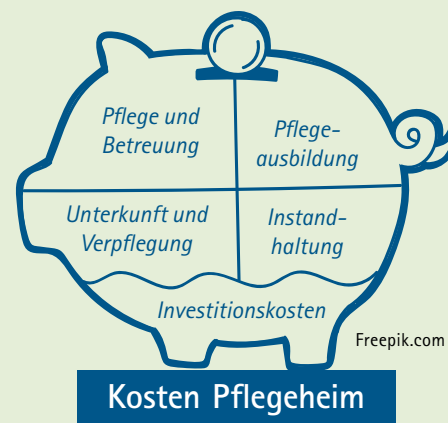 Pflege und
Betreuung
Pflege-
ausbildung
Unterkunft und
Verpflegung
Instand-
haltung
Investitionskosten
Freepik.com
Kosten Pflegeheim